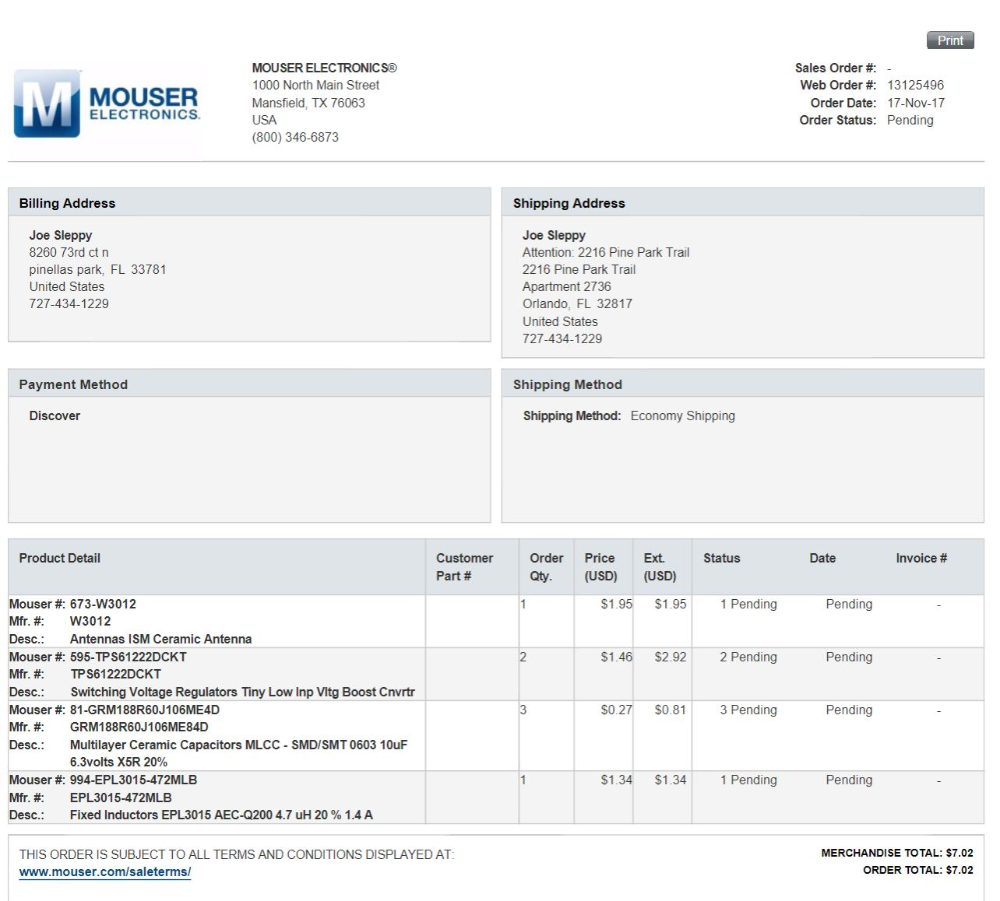 Print
MOUSER
ELECTRONICS.
MOUSER ELECTRONICS®
1000 North Main Street
Mansfield, TX 76063
USA
(800) 346-6873
Sales Order #: -
Web Order #: 13125496
Order Date: 17-Nov-17
Order Status: Pending
Billing Address
Joe Sleppy
8260 73rd ct n
pinellas park, FL 33781
United States
727-434-1229
Shipping Address
Joe Sleppy
Attention: 2216 Pine Park Trail
2216 Pine Park Trail
Apartment 2736
Orlando, FL 32817
United States
727-434-1229
Payment Method
Discover
Shipping Method
Shipping Method: Economy Shipping
Product Detail Customer Part # Order Qty. Price (USD) Ext. (USD) Status Date Invoice #
Mouser #: 673-W3012 1 $1.95 $1.95 1 Pending Pending -
Mfr. #: W3012
Desc.: Antennas ISM Ceramic Antenna
Mouser #: 595-TPS61222DCKT 2 $1.46 $2.92 2 Pending Pending -
Mfr. #: TPS61222DCKT
Desc.: Switching Voltage Regulators Tiny Low Inp Vltg Boost Cnvrtr
Mouser #: 81-GRM188R60J106ME4D 3 $0.27 $0.81 3 Pending Pending -
Mfr. #: GRM188R60J106ME84D
Desc.: Multilayer Ceramic Capacitors MLCC - SMD/SMT 0603 10uF
6.3volts X5R 20%
Mouser #: 994-EPL3015-472MLB 1 $1.34 $1.34 1 Pending Pending -
Mfr. #: EPL3015-472MLB
Desc.: Fixed Inductors EPL3015 AEC-Q200 4.7 uH 20 % 1.4 A
THIS ORDER IS SUBJECT TO ALL TERMS AND CONDITIONS DISPLAYED AT:
www.mouser.com/saleterms/
MERCHANDISE TOTAL: $7.02
ORDER TOTAL: $7.02